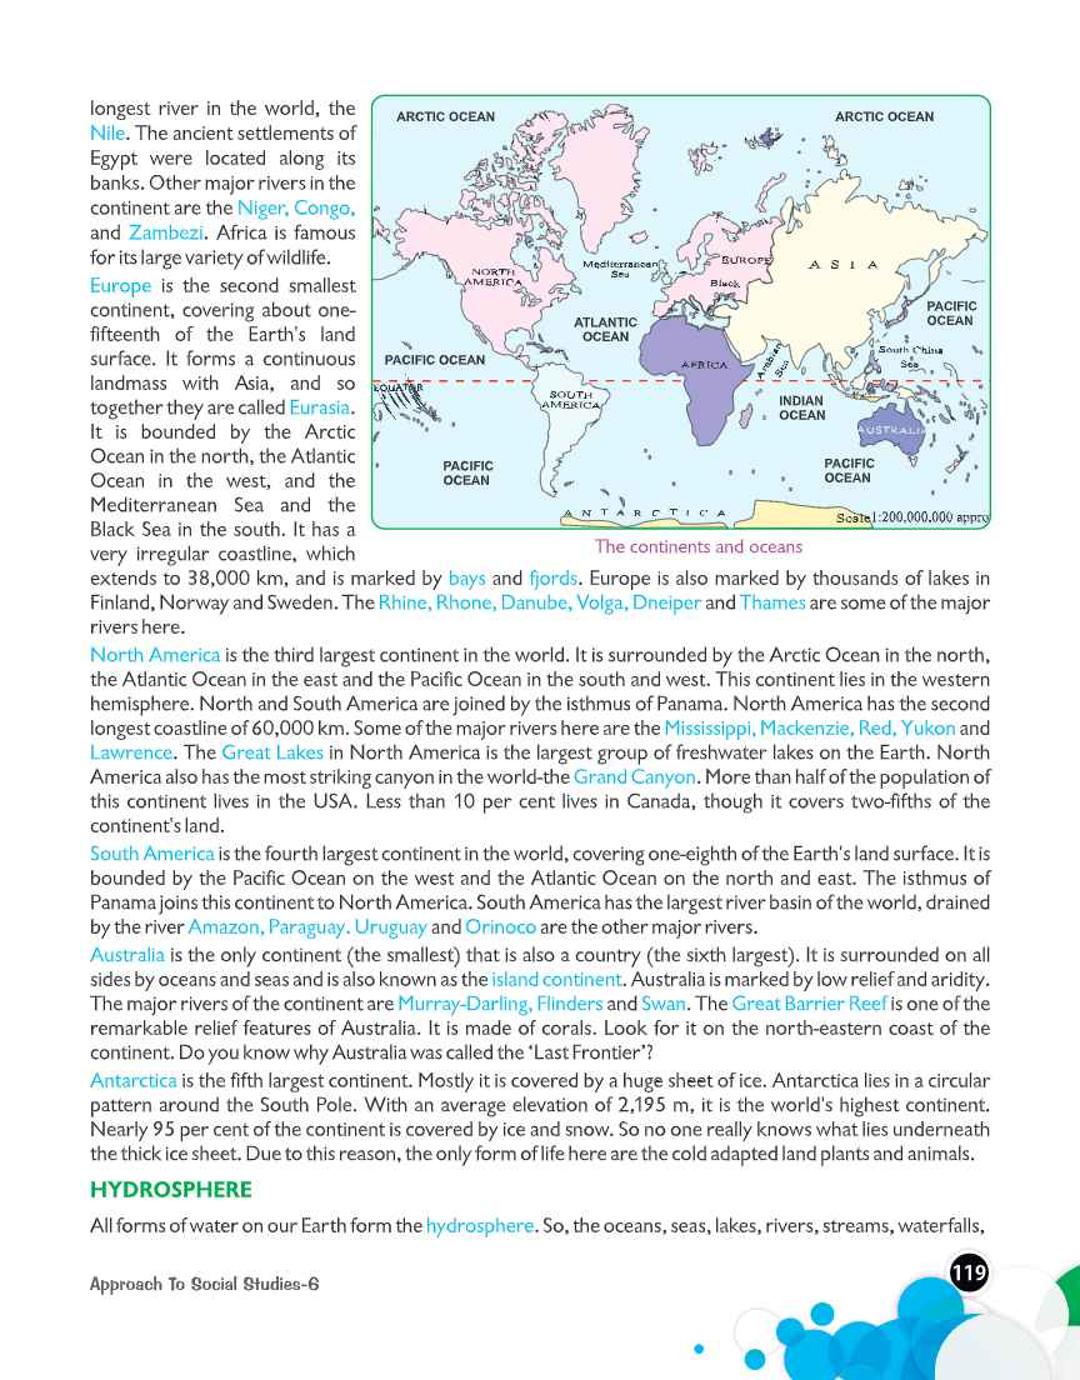 longest river in the world, the
Nile. The ancient settlements of
Egypt were located along its
banks. Other major rivers in the
continent are the Niger, Congo,
and Zambezi. Africa is famous
for its large variety of wildlife.
Europe is the second smallest
continent, covering about one-
fifteenth of the Earth's land
surface. It forms a continuous
landmass with Asia, and so
together they are called Eurasia.
It is bounded by the Arctic
Ocean in the north, the Atlantic
Ocean in the west, and the
Mediterranean Sea and the
Black Sea in the south. It has a
very irregular coastline, which
ARCTIC OCEAN
ARCTIC OCEAN
NORTH
AMERICA
Mediterranean
Sea
EUROPE
Black
A S I A
ATLANTIC
OCEAN
PACIFIC
OCEAN
PACIFIC OCEAN
AFRICA
Arabian
Sea
South China
Sea
EQUATOR
SOUTH
AMERICA
INDIAN
OCEAN
AUSTRALIA
PACIFIC
OCEAN
PACIFIC
OCEAN
A N T A R C T I C A
Scale1:200,000,000 appro
The continents and oceans
extends to 38,000 km, and is marked by bays and fjords. Europe is also marked by thousands of lakes in
Finland, Norway and Sweden. The Rhine, Rhone, Danube, Volga, Dneiper and Thames are some of the major
rivers here.
North America is the third largest continent in the world. It is surrounded by the Arctic Ocean in the north,
the Atlantic Ocean in the east and the Pacific Ocean in the south and west. This continent lies in the western
hemisphere. North and South America are joined by the isthmus of Panama. North America has the second
longest coastline of 60,000 km. Some of the major rivers here are the Mississippi, Mackenzie, Red, Yukon and
Lawrence. The Great Lakes in North America is the largest group of freshwater lakes on the Earth. North
America also has the most striking canyon in the world-the Grand Canyon. More than half of the population of
this continent lives in the USA. Less than 10 per cent lives in Canada, though it covers two-fifths of the
continent's land.
South America is the fourth largest continent in the world, covering one-eighth of the Earth's land surface. It is
bounded by the Pacific Ocean on the west and the Atlantic Ocean on the north and east. The isthmus of
Panama joins this continent to North America. South America has the largest river basin of the world, drained
by the river Amazon, Paraguay. Uruguay and Orinoco are the other major rivers.
Australia is the only continent (the smallest) that is also a country (the sixth largest). It is surrounded on all
sides by oceans and seas and is also known as the island continent. Australia is marked by low relief and aridity.
The major rivers of the continent are Murray-Darling, Flinders and Swan. The Great Barrier Reef is one of the
remarkable relief features of Australia. It is made of corals. Look for it on the north-eastern coast of the
continent. Do you know why Australia was called the 'Last Frontier'?
Antarctica is the fifth largest continent. Mostly it is covered by a huge sheet of ice. Antarctica lies in a circular
pattern around the South Pole. With an average elevation of 2,195 m, it is the world's highest continent.
Nearly 95 per cent of the continent is covered by ice and snow. So no one really knows what lies underneath
the thick ice sheet. Due to this reason, the only form of life here are the cold adapted land plants and animals.
HYDROSPHERE
All forms of water on our Earth form the hydrosphere. So, the oceans, seas, lakes, rivers, streams, waterfalls,
Approach To Social Studies-6
119